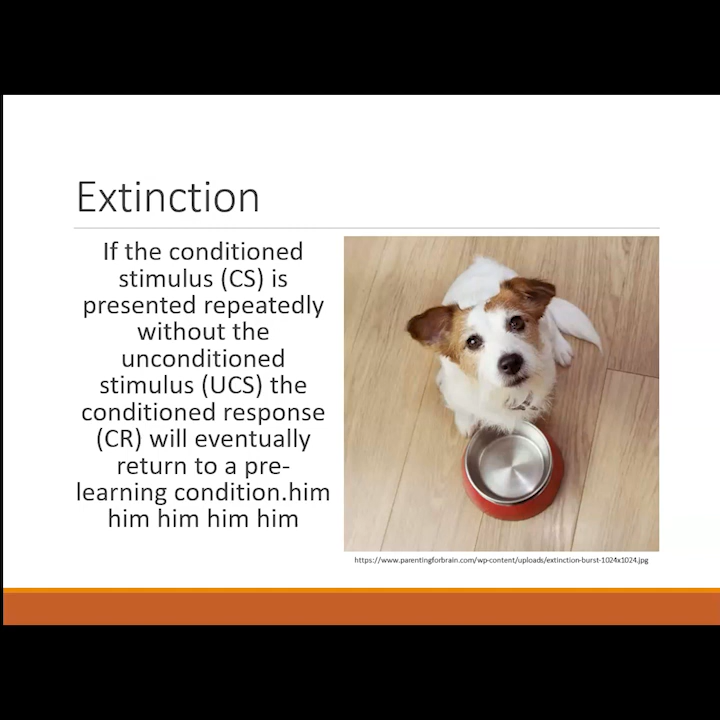 Extinction
If the conditioned
stimulus (CS) is
presented repeatedly
without the
unconditioned
stimulus (UCS) the
conditioned response
(CR) will eventually
return to a pre-
learning condition.him
him him him him
https://www.parentingforbrain.com/wp-content/uploads/extinction-burst-1024x1024.jpg